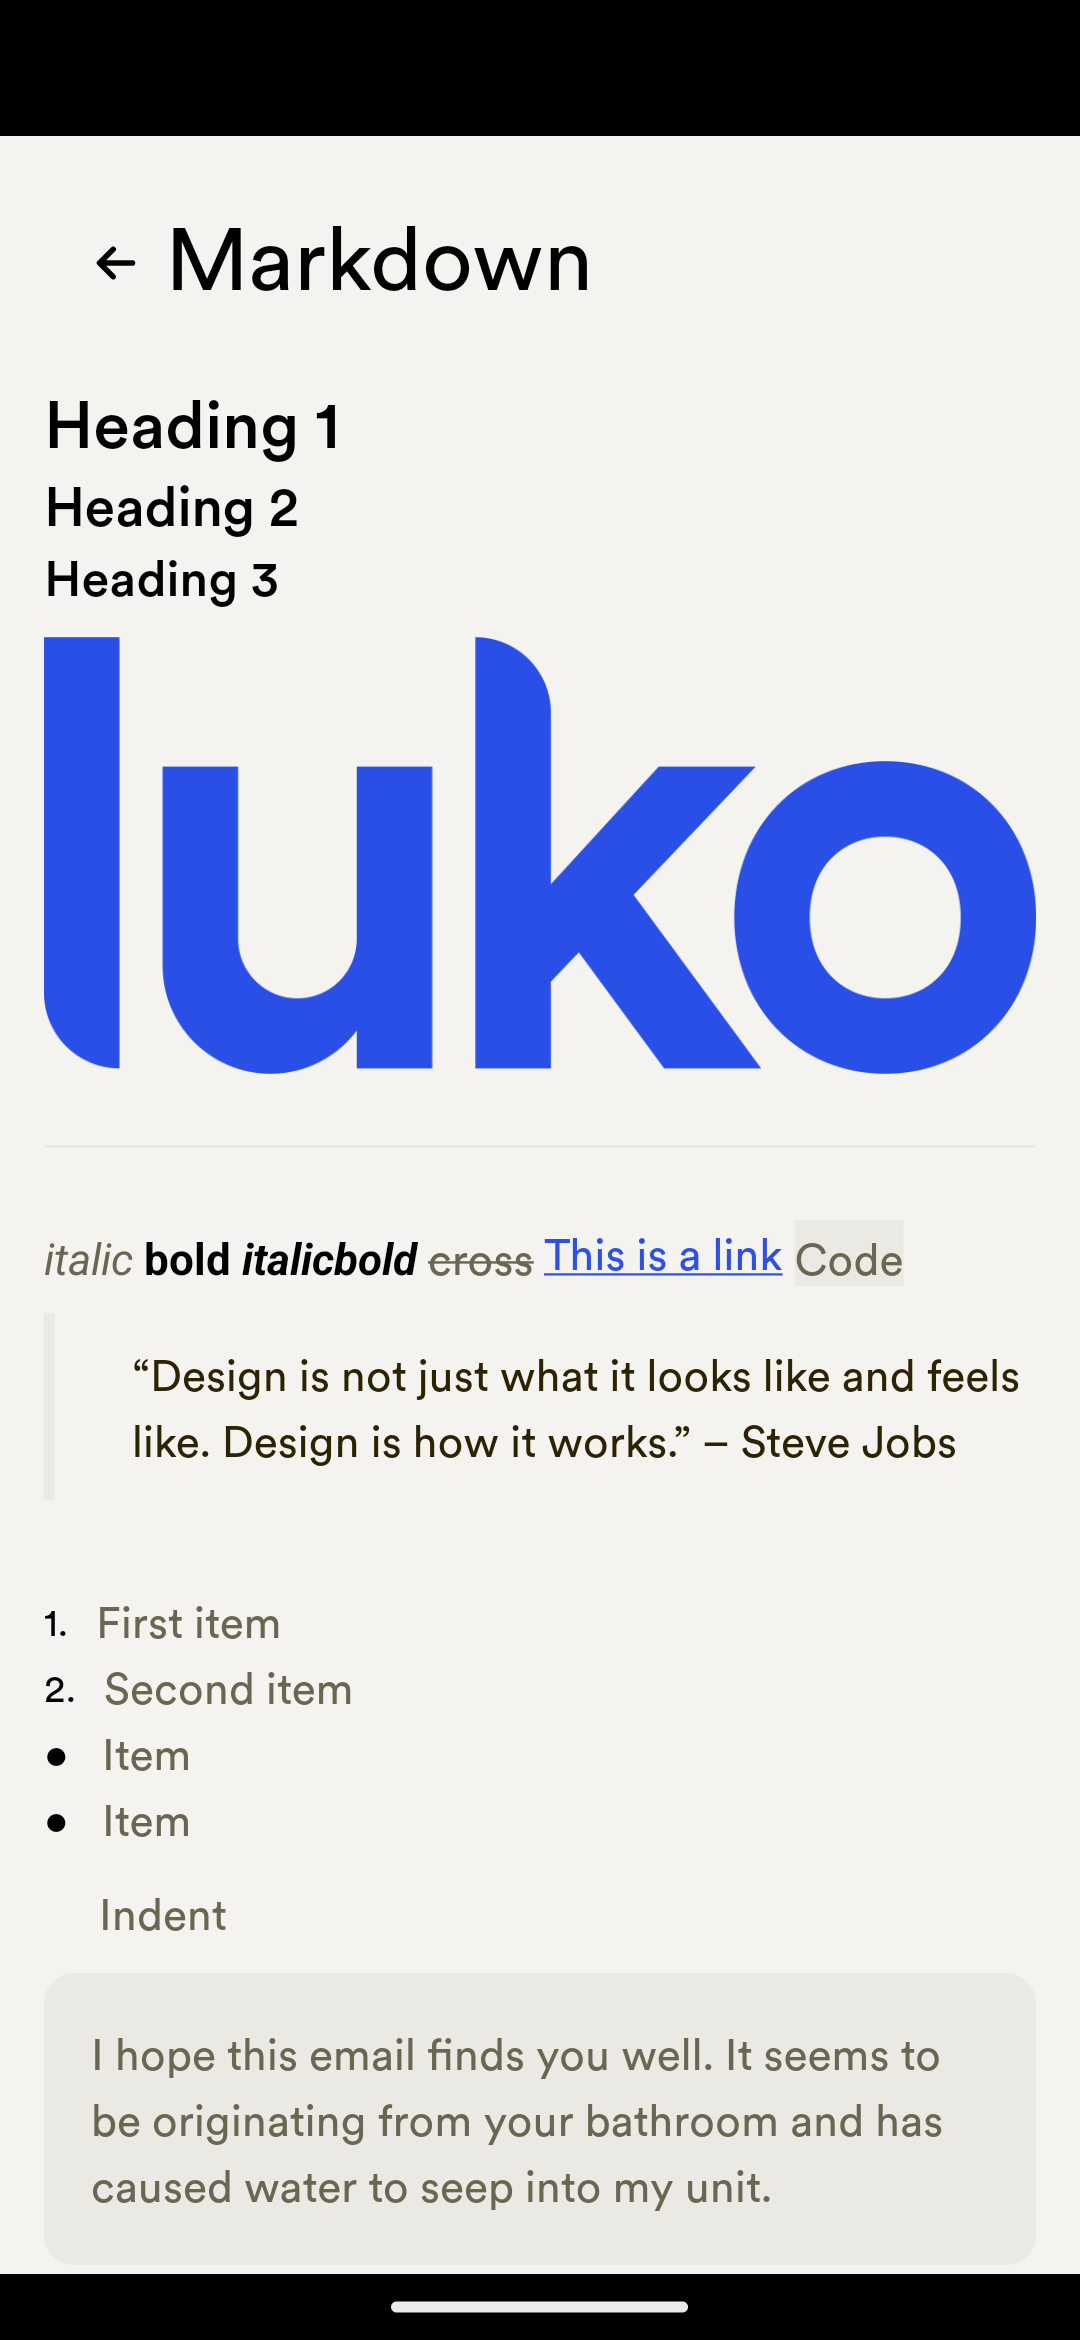 Markdown
Heading 1
Heading 2
Heading 3
luko
italic bold italicbold cross This is a link Code
“Design is not just what it looks like and feels
like. Design is how it works.” – Steve Jobs
1. First item
2. Second item
● Item
● Item
Indent
I hope this email finds you well. It seems to
be originating from your bathroom and has
caused water to seep into my unit.